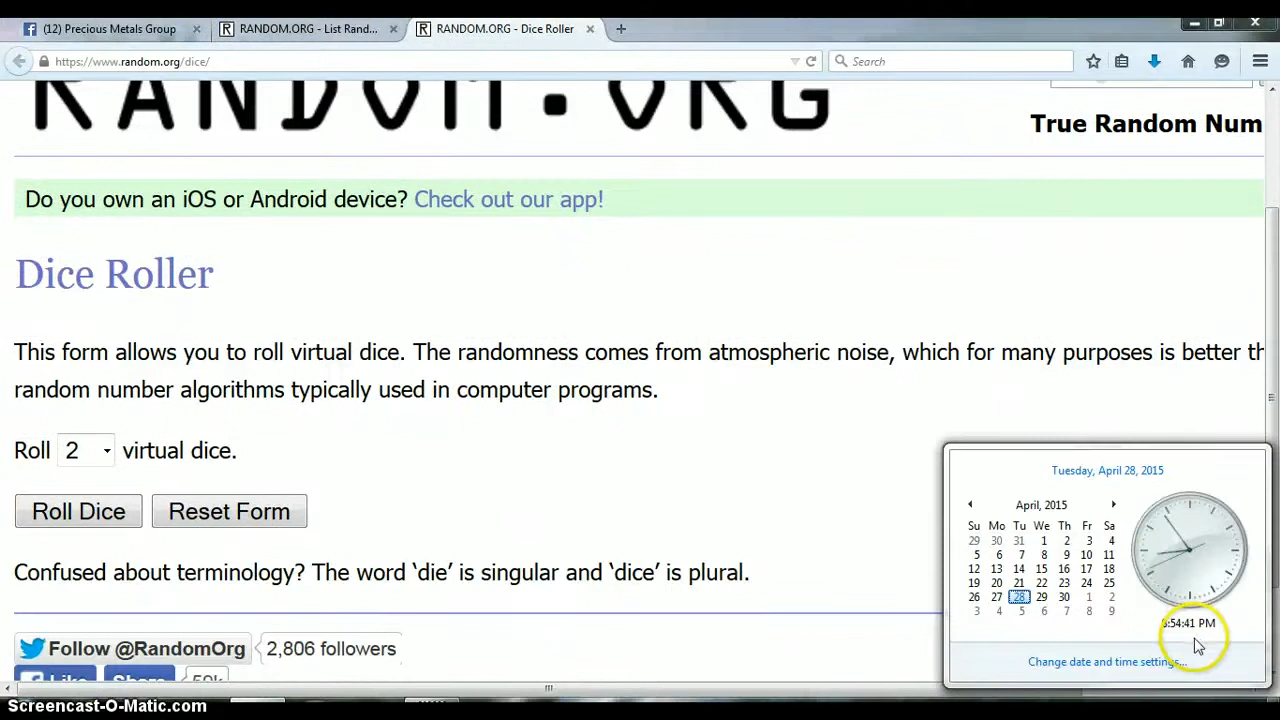 (12) Precious Metals Group
RANDOM.ORG - List Rand...
RANDOM.ORG - Dice Roller
https://www.random.org/dice/
Search
RANDOM.ORG
True Random Num
Do you own an iOS or Android device? Check out our app!
Dice Roller
This form allows you to roll virtual dice. The randomness comes from atmospheric noise, which for many purposes is better th
random number algorithms typically used in computer programs.
Roll 2 virtual dice.
Roll Dice
Reset Form
Confused about terminology? The word ‘die’ is singular and ‘dice’ is plural.
Follow @RandomOrg
2,806 followers
Like
Share
59k
Tuesday, April 28, 2015
April, 2015
Su Mo Tu We Th Fr Sa
29 30 31 1 2 3 4
5 6 7 8 9 10 11
12 13 14 15 16 17 18
19 20 21 22 23 24 25
26 27 28 29 30 1 2
3 4 5 6 7 8 9
:54:41 PM
Change date and time settings...
Screencast-O-Matic.com